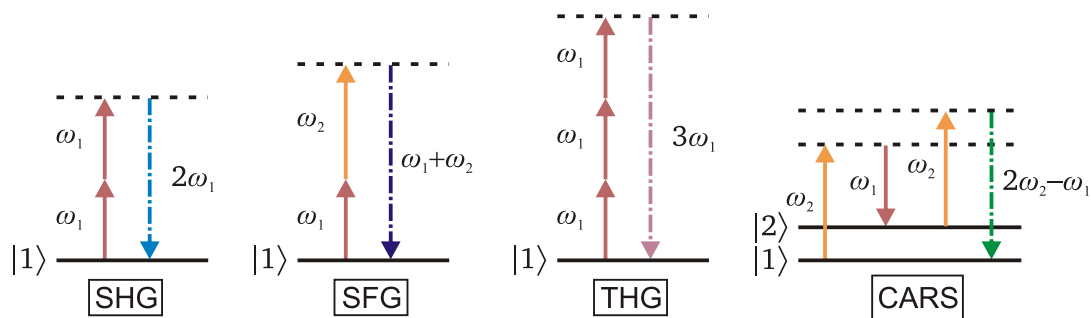 ω₁
ω₁
2ω₁
|1⟩
SHG
ω₂
ω₁
ω₁+ω₂
|1⟩
SFG
ω₁
ω₁
ω₁
3ω₁
|1⟩
THG
ω₂
ω₁
ω₂
2ω₂−ω₁
|2⟩
|1⟩
CARS